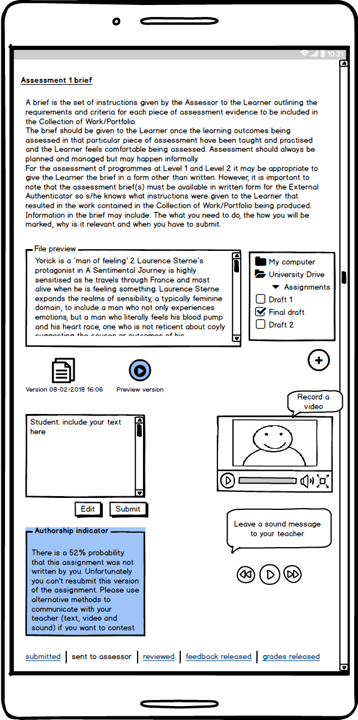 10:31
Assessment 1 brief
A brief is the set of instructions given by the Assessor to the Learner outlining the
requirements and criteria for each piece of assessment evidence to be included in
the Collection of Work/Portfolio.
The brief should be given to the Learner once the learning outcomes being
assessed in that particular piece of assessment have been taught and practised
and the Learner feels comfortable being assessed. Assessment should always be
planned and managed but may happen informally.
For the assessment of programmes at Level 1 and Level 2 it may be appropriate to
give the Learner the brief in a form other than written. However, it is important to
note that the assessment brief(s) must be available in written form for the External
Authenticator so s/he knows what instructions were given to the Learner that
resulted in the work contained in the Collection of Work/Portfolio being produced.
Information in the brief may include: The what you need to do, the how you will be
marked, why is it relevant and when you have to submit.
File preview
Yorick is a 'man of feeling'.2 Laurence Sterne's
protagonist in A Sentimental Journey is highly
sensitised as he travels through France and most
alive when he is feeling something. Laurence Sterne
expands the realms of sensibility, a typically feminine
domain, to include a man who not only experiences
emotions, but a man who literally feels his blood pump
and his heart race, one who is not reticent about coyly
suggesting the source or outcomes of his
My computer
University Drive
Assignments
Draft 1
Final draft
Draft 2
Version 08-02-2018 16:06
Preview version
Record a
video
Student: include your text
here
Edit
Submit
Leave a sound message
to your teacher
Authorship indicator
There is a 52% probability
that this assignment was
not written by you. Unfortunately
you can't resubmit this version
of the assignment. Please use
alternative methods to
communicate with your
teacher (text, video and
sound) if you want to contest
submitted
sent to assessor
reviewed
feedback released
grades released